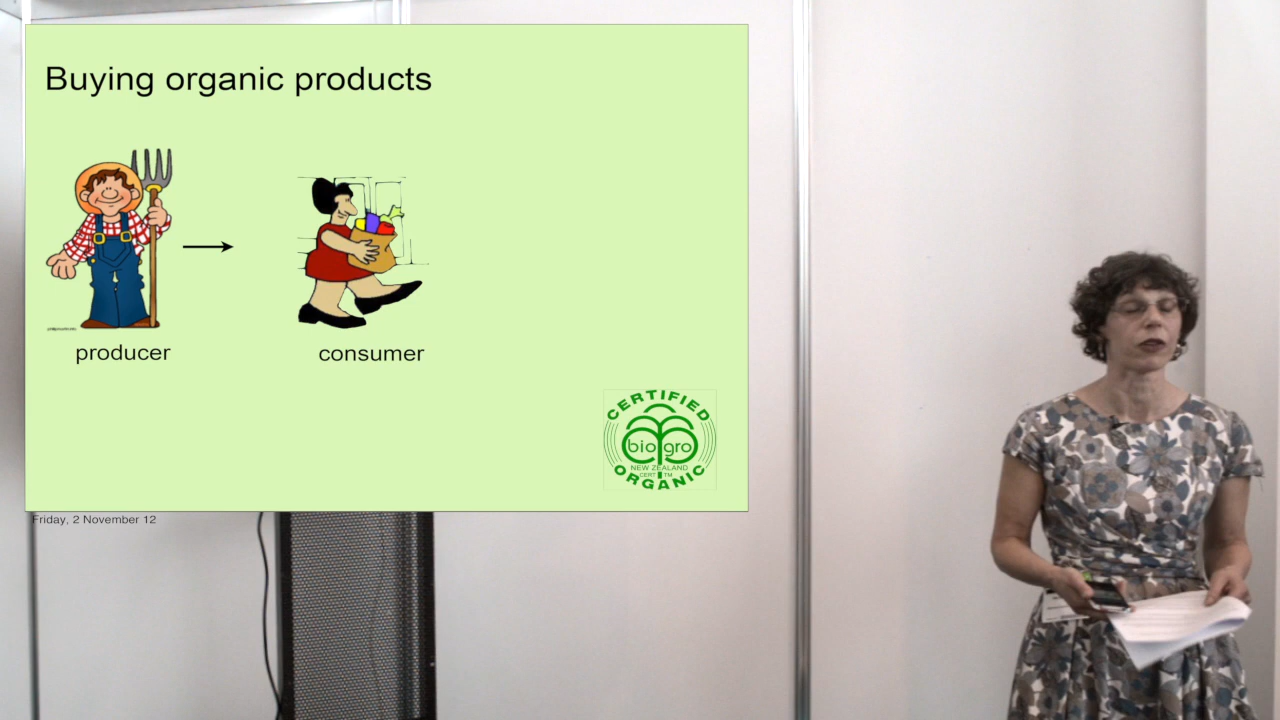 Buying organic products
producer
consumer
CERTIFIED
bio gro
NEW ZEALAND
CERT TM
ORGANIC
Friday, 2 November 12